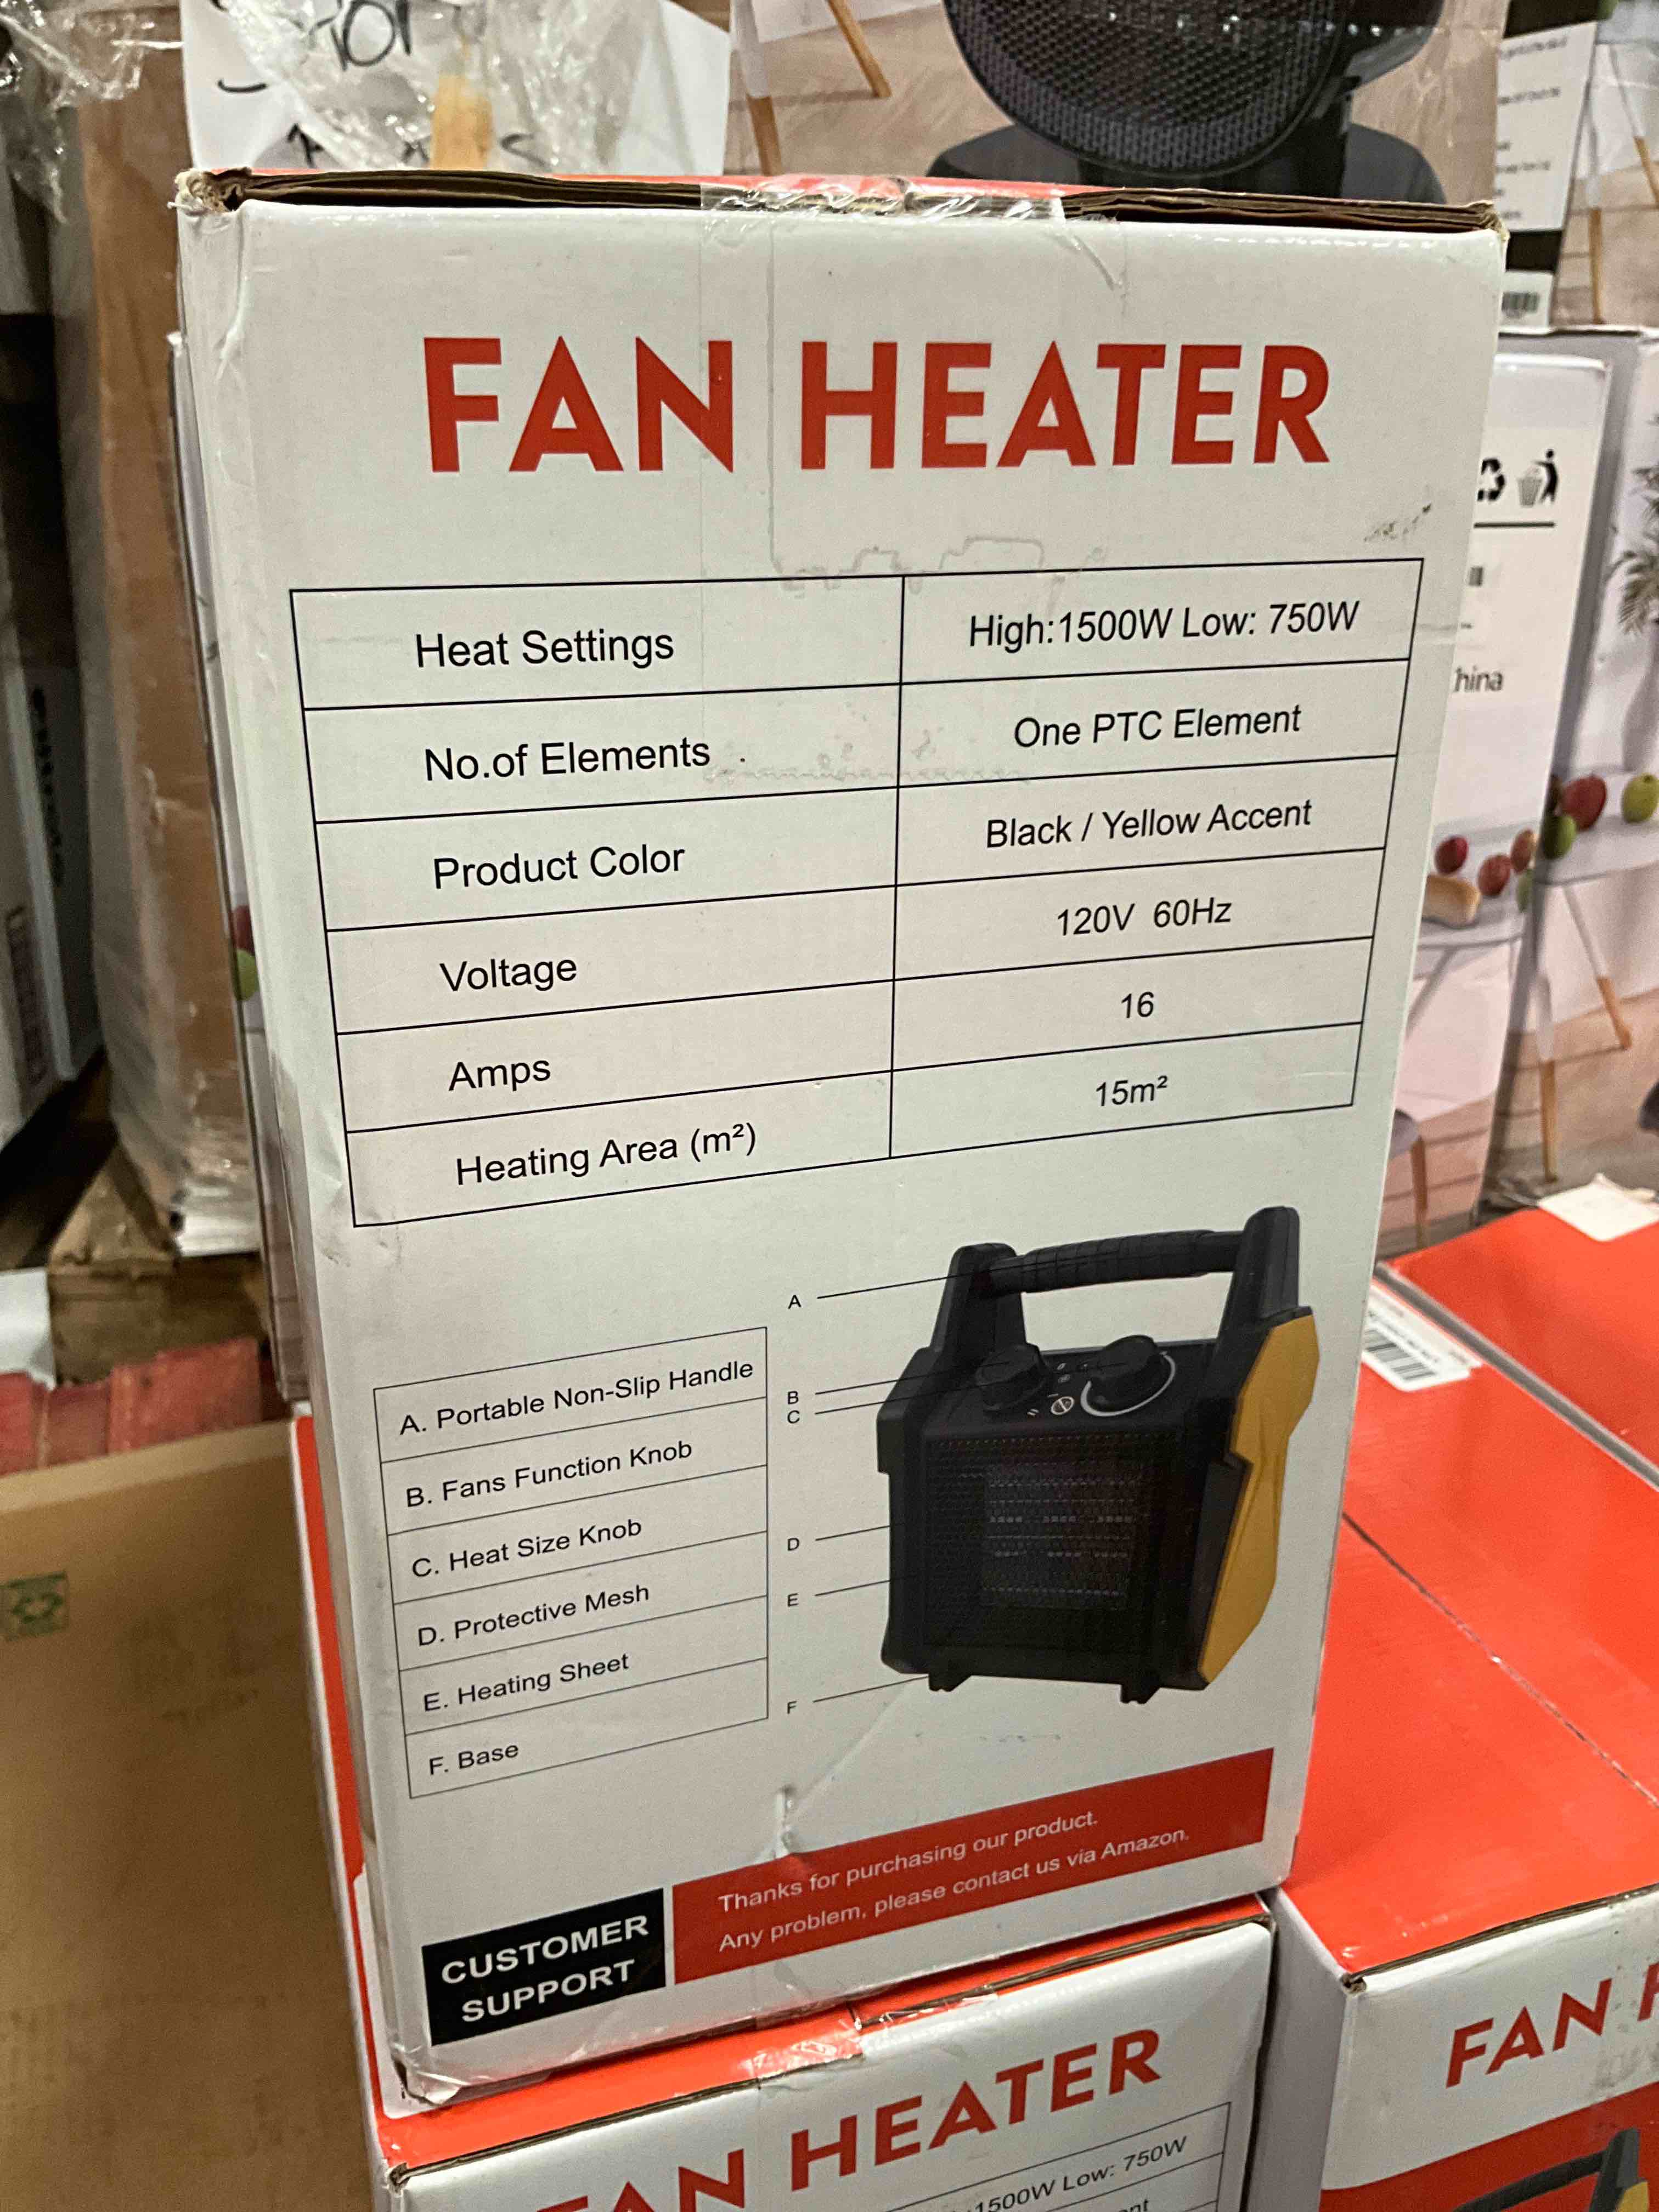 FAN HEATER
Heat Settings High:1500W Low: 750W
No.of Elements One PTC Element
Product Color Black / Yellow Accent
Voltage 120V 60Hz
Amps 16
Heating Area (m²) 15m²
A
A. Portable Non-Slip Handle
B. Fans Function Knob
B
C
C. Heat Size Knob
D. Protective Mesh
D
E. Heating Sheet
E
F. Base
F
CUSTOMER
SUPPORT
Thanks for purchasing our product.
Any problem, please contact us via Amazon.
hina
AN HEATER
1500W Low: 750W
FAN